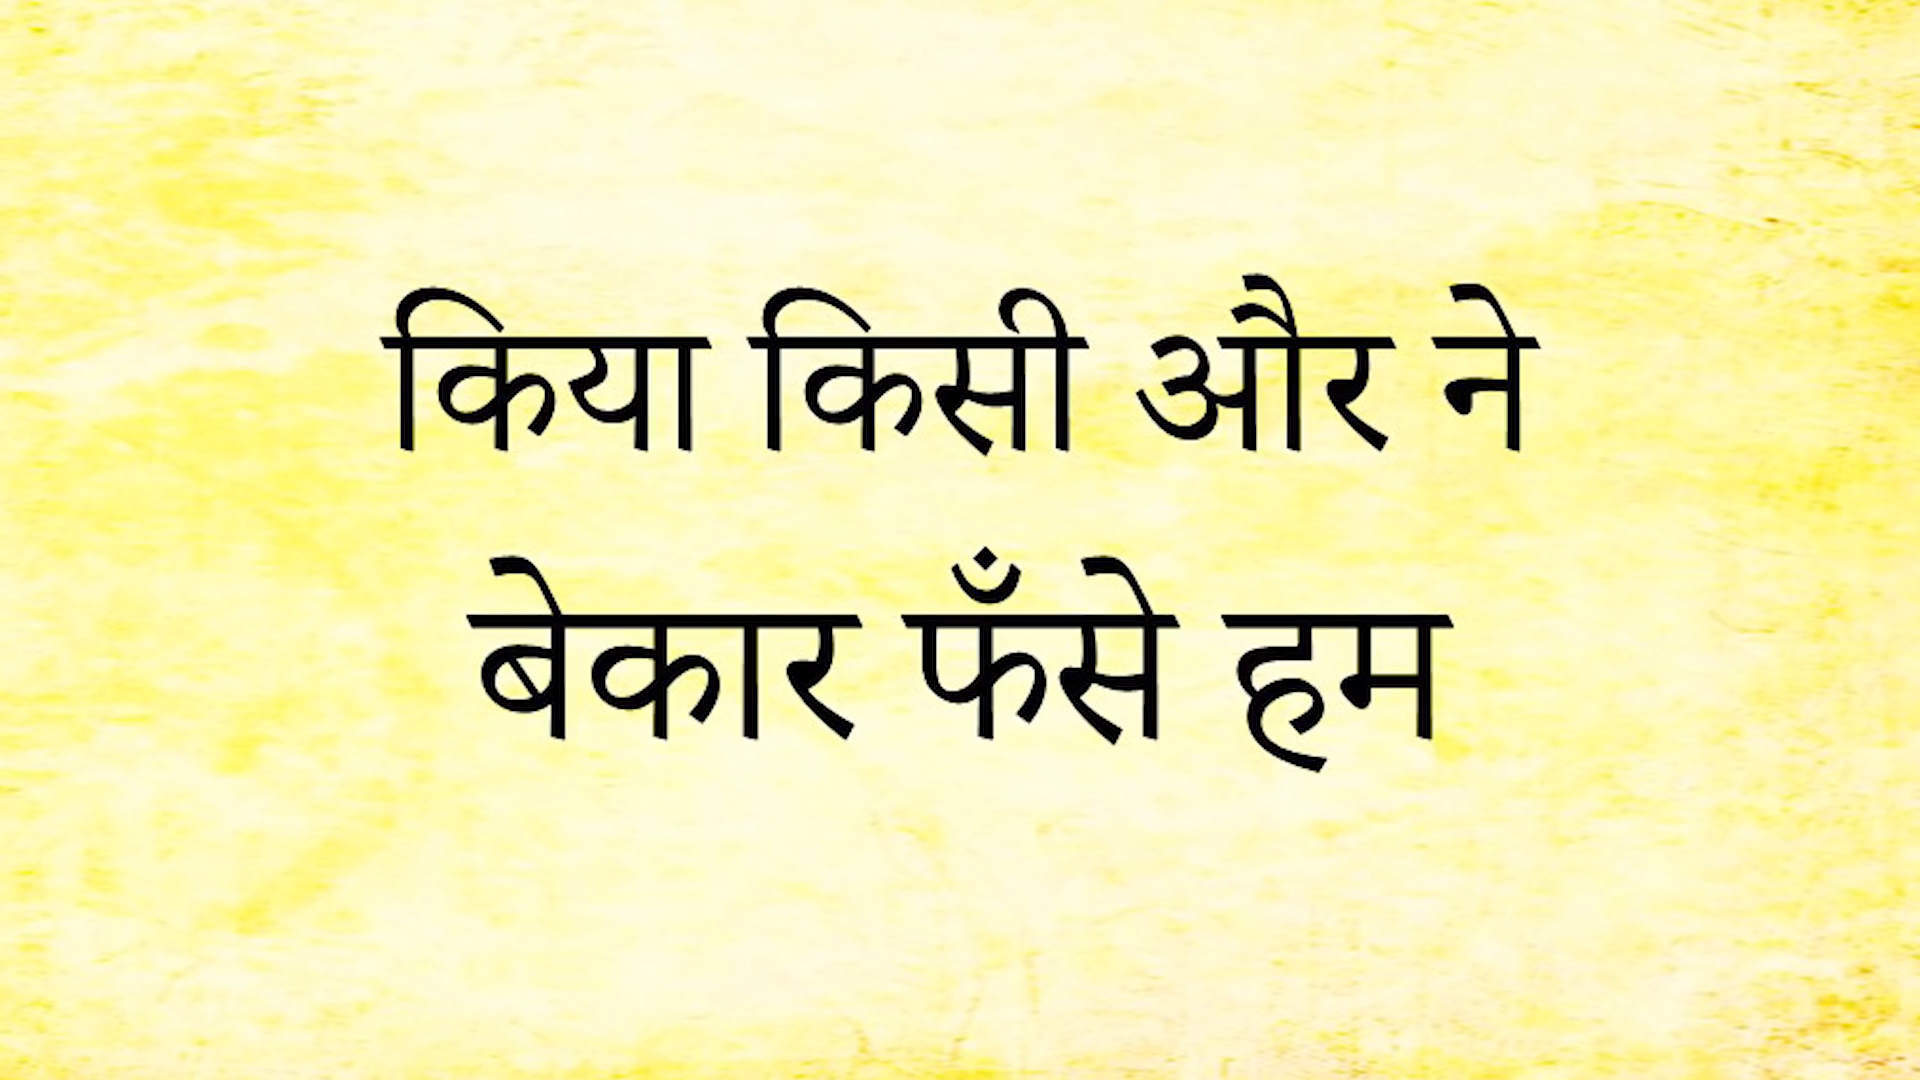 किया किसी और ने
बेकार फँसे हम